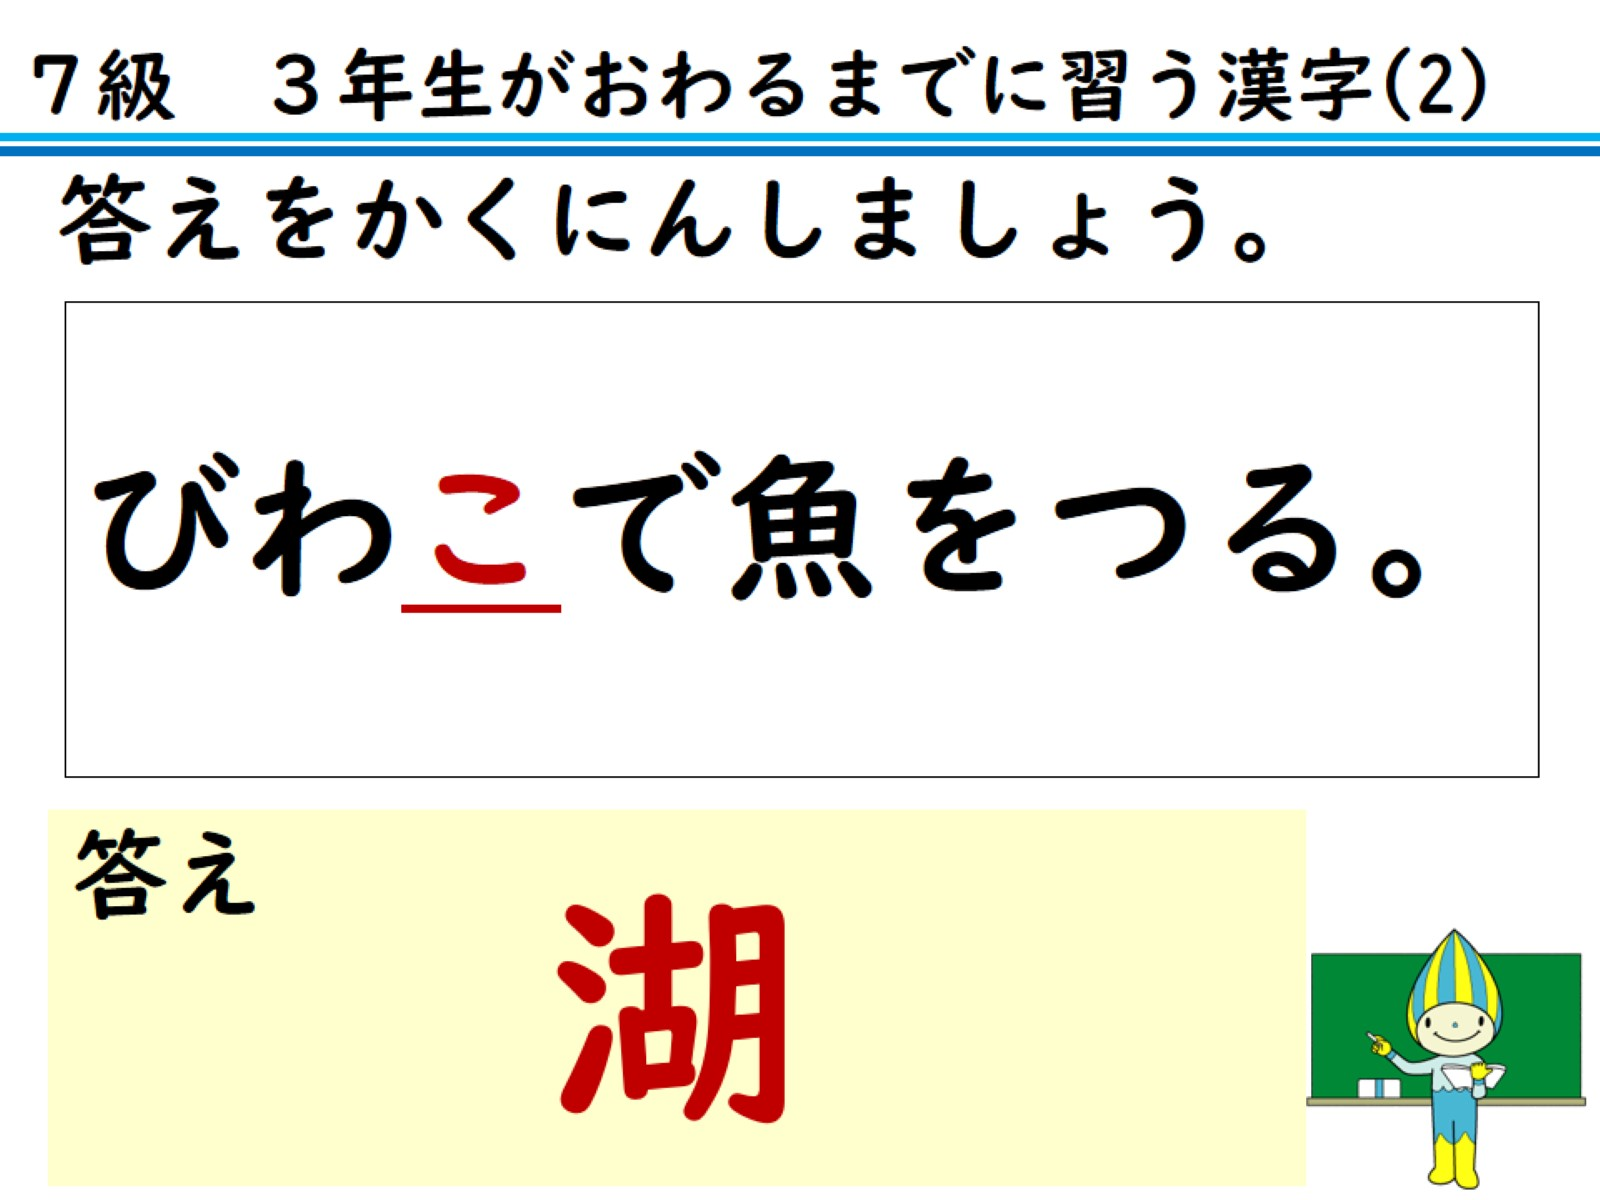 ７級　３年生がおわるまでに習う漢字(2)
答えをかくにんしましょう。
びわこで魚をつる。
答え
湖